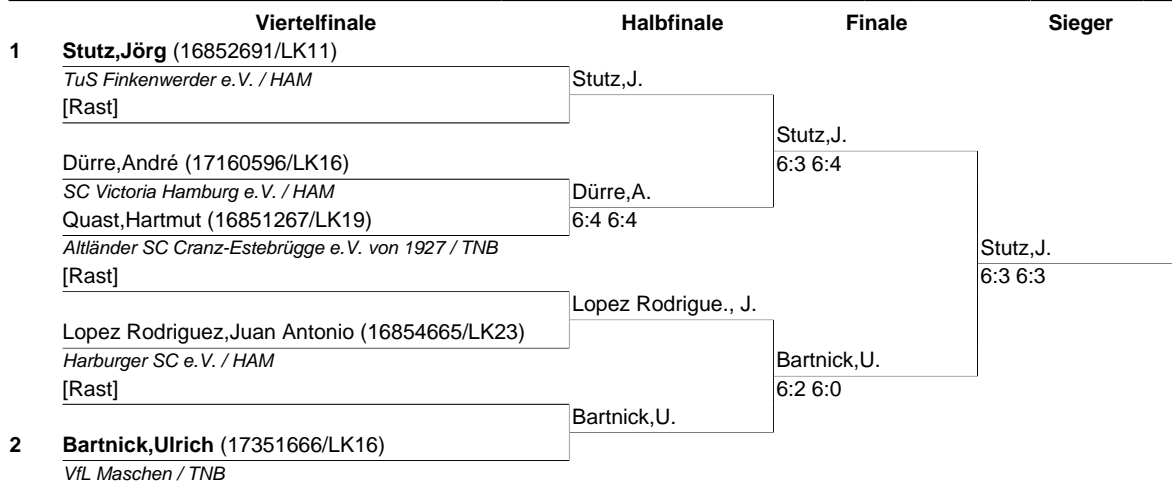 Viertelfinale Halbfinale Finale Sieger
1 Stutz,Jörg (16852691/LK11)
TuS Finkenwerder e.V. / HAM Stutz,J.
[Rast]
Stutz,J.
Dürre,André (17160596/LK16) 6:3 6:4
SC Victoria Hamburg e.V. / HAM Dürre,A.
Quast,Hartmut (16851267/LK19) 6:4 6:4
Altländer SC Cranz-Estebrügge e.V. von 1927 / TNB Stutz,J.
[Rast] 6:3 6:3
Lopez Rodrigue., J.
Lopez Rodriguez,Juan Antonio (16854665/LK23)
Harburger SC e.V. / HAM Bartnick,U.
[Rast] 6:2 6:0
Bartnick,U.
2 Bartnick,Ulrich (17351666/LK16)
VfL Maschen / TNB